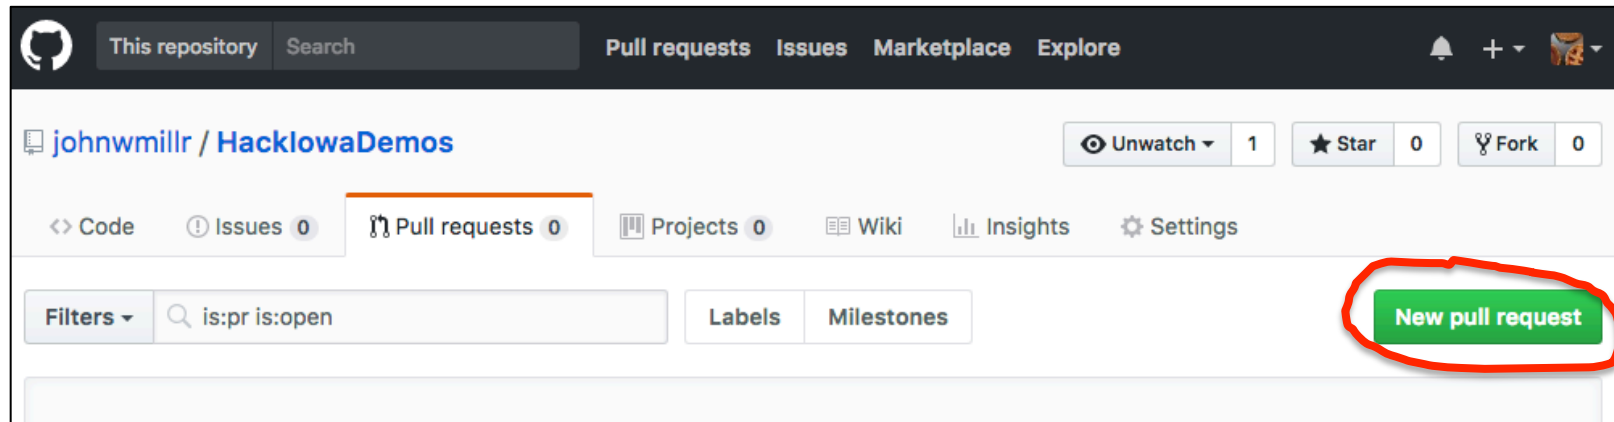 This repository Search Pull requests Issues Marketplace Explore
johnwmillr / HackIowaDemos Unwatch 1 Star 0 Fork 0
Code Issues 0 Pull requests 0 Projects 0 Wiki Insights Settings
Filters is:pr is:open Labels Milestones New pull request